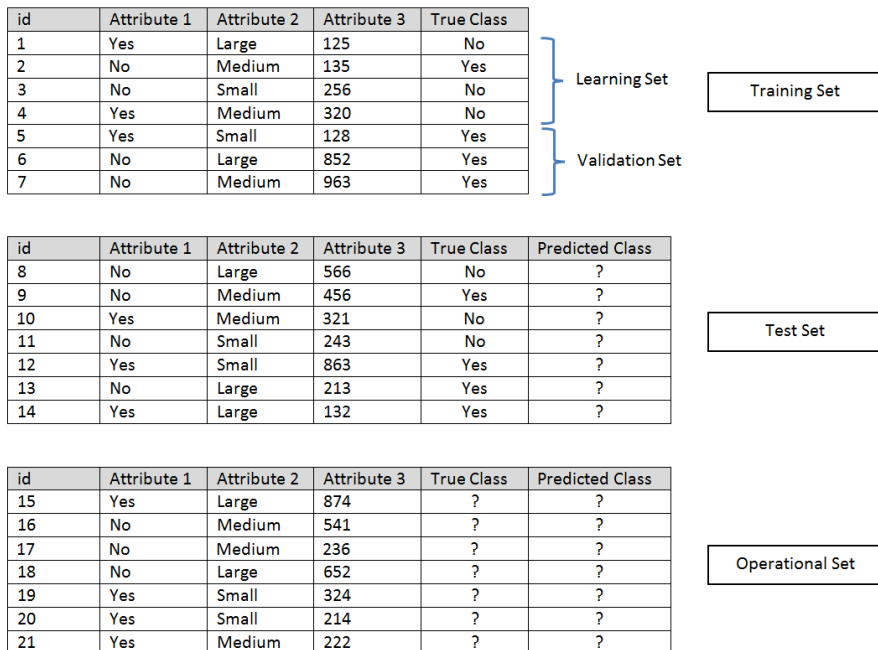 id Attribute 1 Attribute 2 Attribute 3 True Class
1 Yes Large 125 No
2 No Medium 135 Yes
3 No Small 256 No
4 Yes Medium 320 No
5 Yes Small 128 Yes
6 No Large 852 Yes
7 No Medium 963 Yes
Learning Set
Validation Set
Training Set
id Attribute 1 Attribute 2 Attribute 3 True Class Predicted Class
8 No Large 566 No ?
9 No Medium 456 Yes ?
10 Yes Medium 321 No ?
11 No Small 243 No ?
12 Yes Small 863 Yes ?
13 No Large 213 Yes ?
14 Yes Large 132 Yes ?
Test Set
id Attribute 1 Attribute 2 Attribute 3 True Class Predicted Class
15 Yes Large 874 ? ?
16 No Medium 541 ? ?
17 No Medium 236 ? ?
18 No Large 652 ? ?
19 Yes Small 324 ? ?
20 Yes Small 214 ? ?
21 Yes Medium 222 ? ?
Operational Set